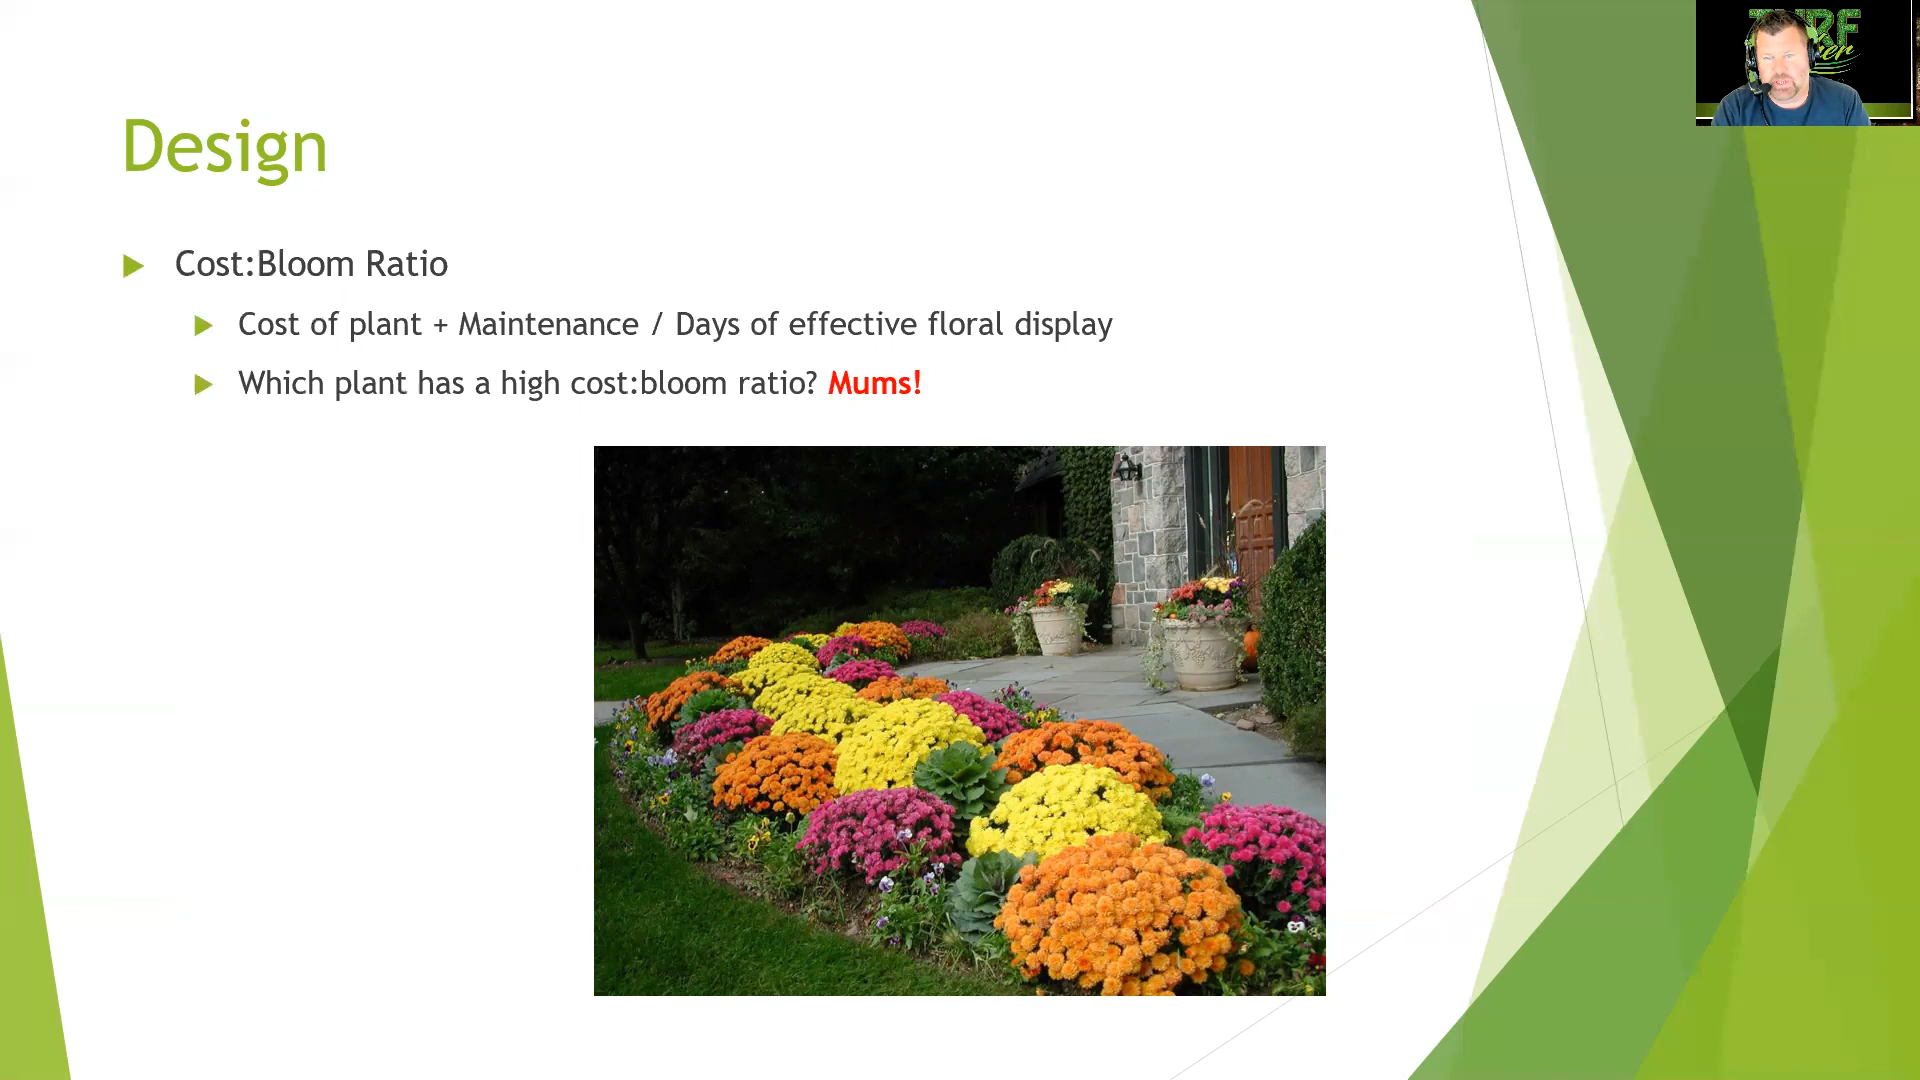 Design
Cost:Bloom Ratio
Cost of plant + Maintenance / Days of effective floral display
Which plant has a high cost:bloom ratio? Mums!